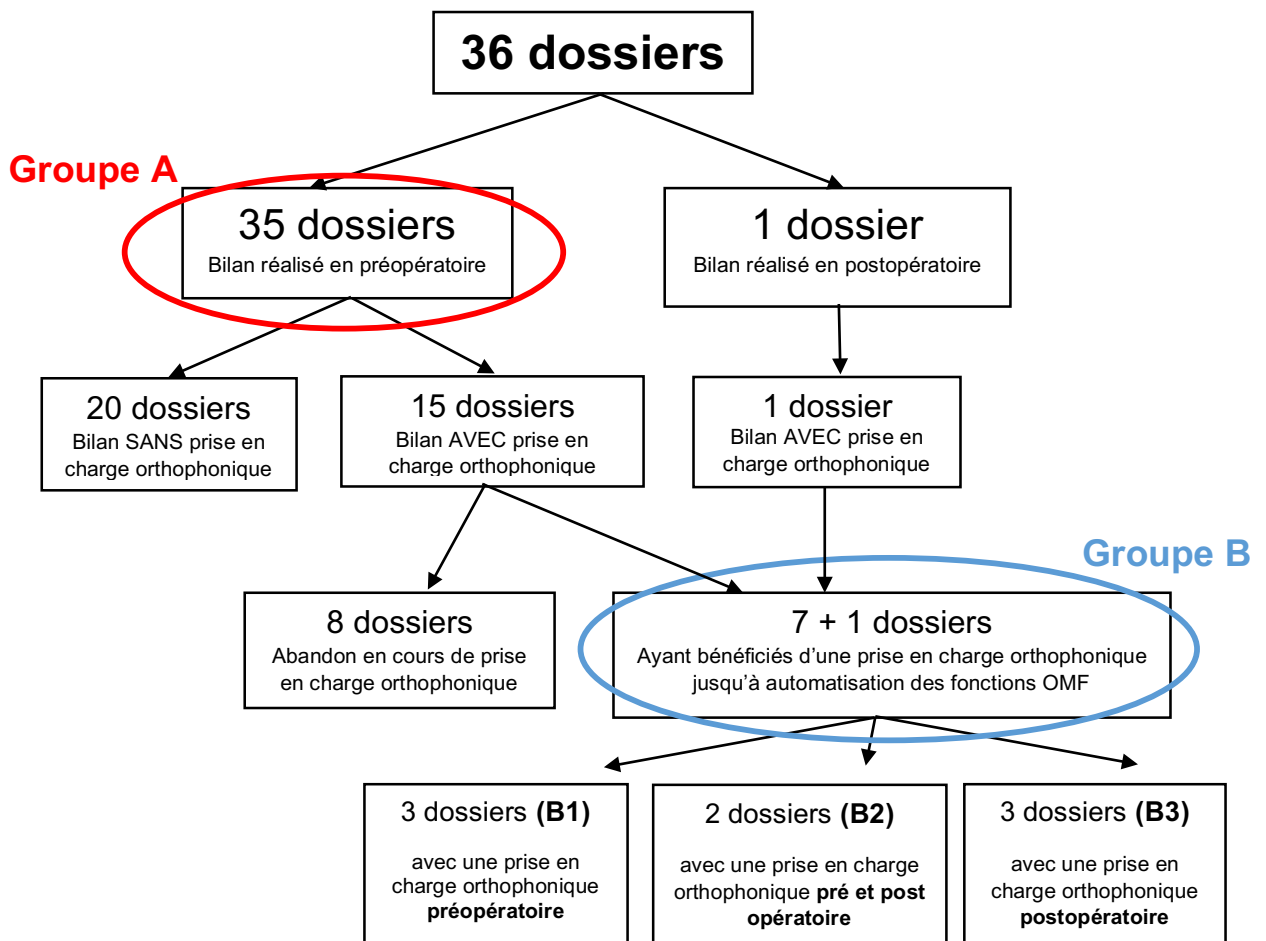 36 dossiers
Groupe A
35 dossiers
Bilan réalisé en préopératoire
1 dossier
Bilan réalisé en postopératoire
20 dossiers
Bilan SANS prise en
charge orthophonique
15 dossiers
Bilan AVEC prise en
charge orthophonique
1 dossier
Bilan AVEC prise en
charge orthophonique
Groupe B
8 dossiers
Abandon en cours de prise
en charge orthophonique
7 + 1 dossiers
Ayant bénéficiés d’une prise en charge orthophonique
jusqu’à automatisation des fonctions OMF
3 dossiers (B1)
avec une prise en
charge orthophonique
préopératoire
2 dossiers (B2)
avec une prise en charge
orthophonique pré et post
opératoire
3 dossiers (B3)
avec une prise en
charge orthophonique
postopératoire